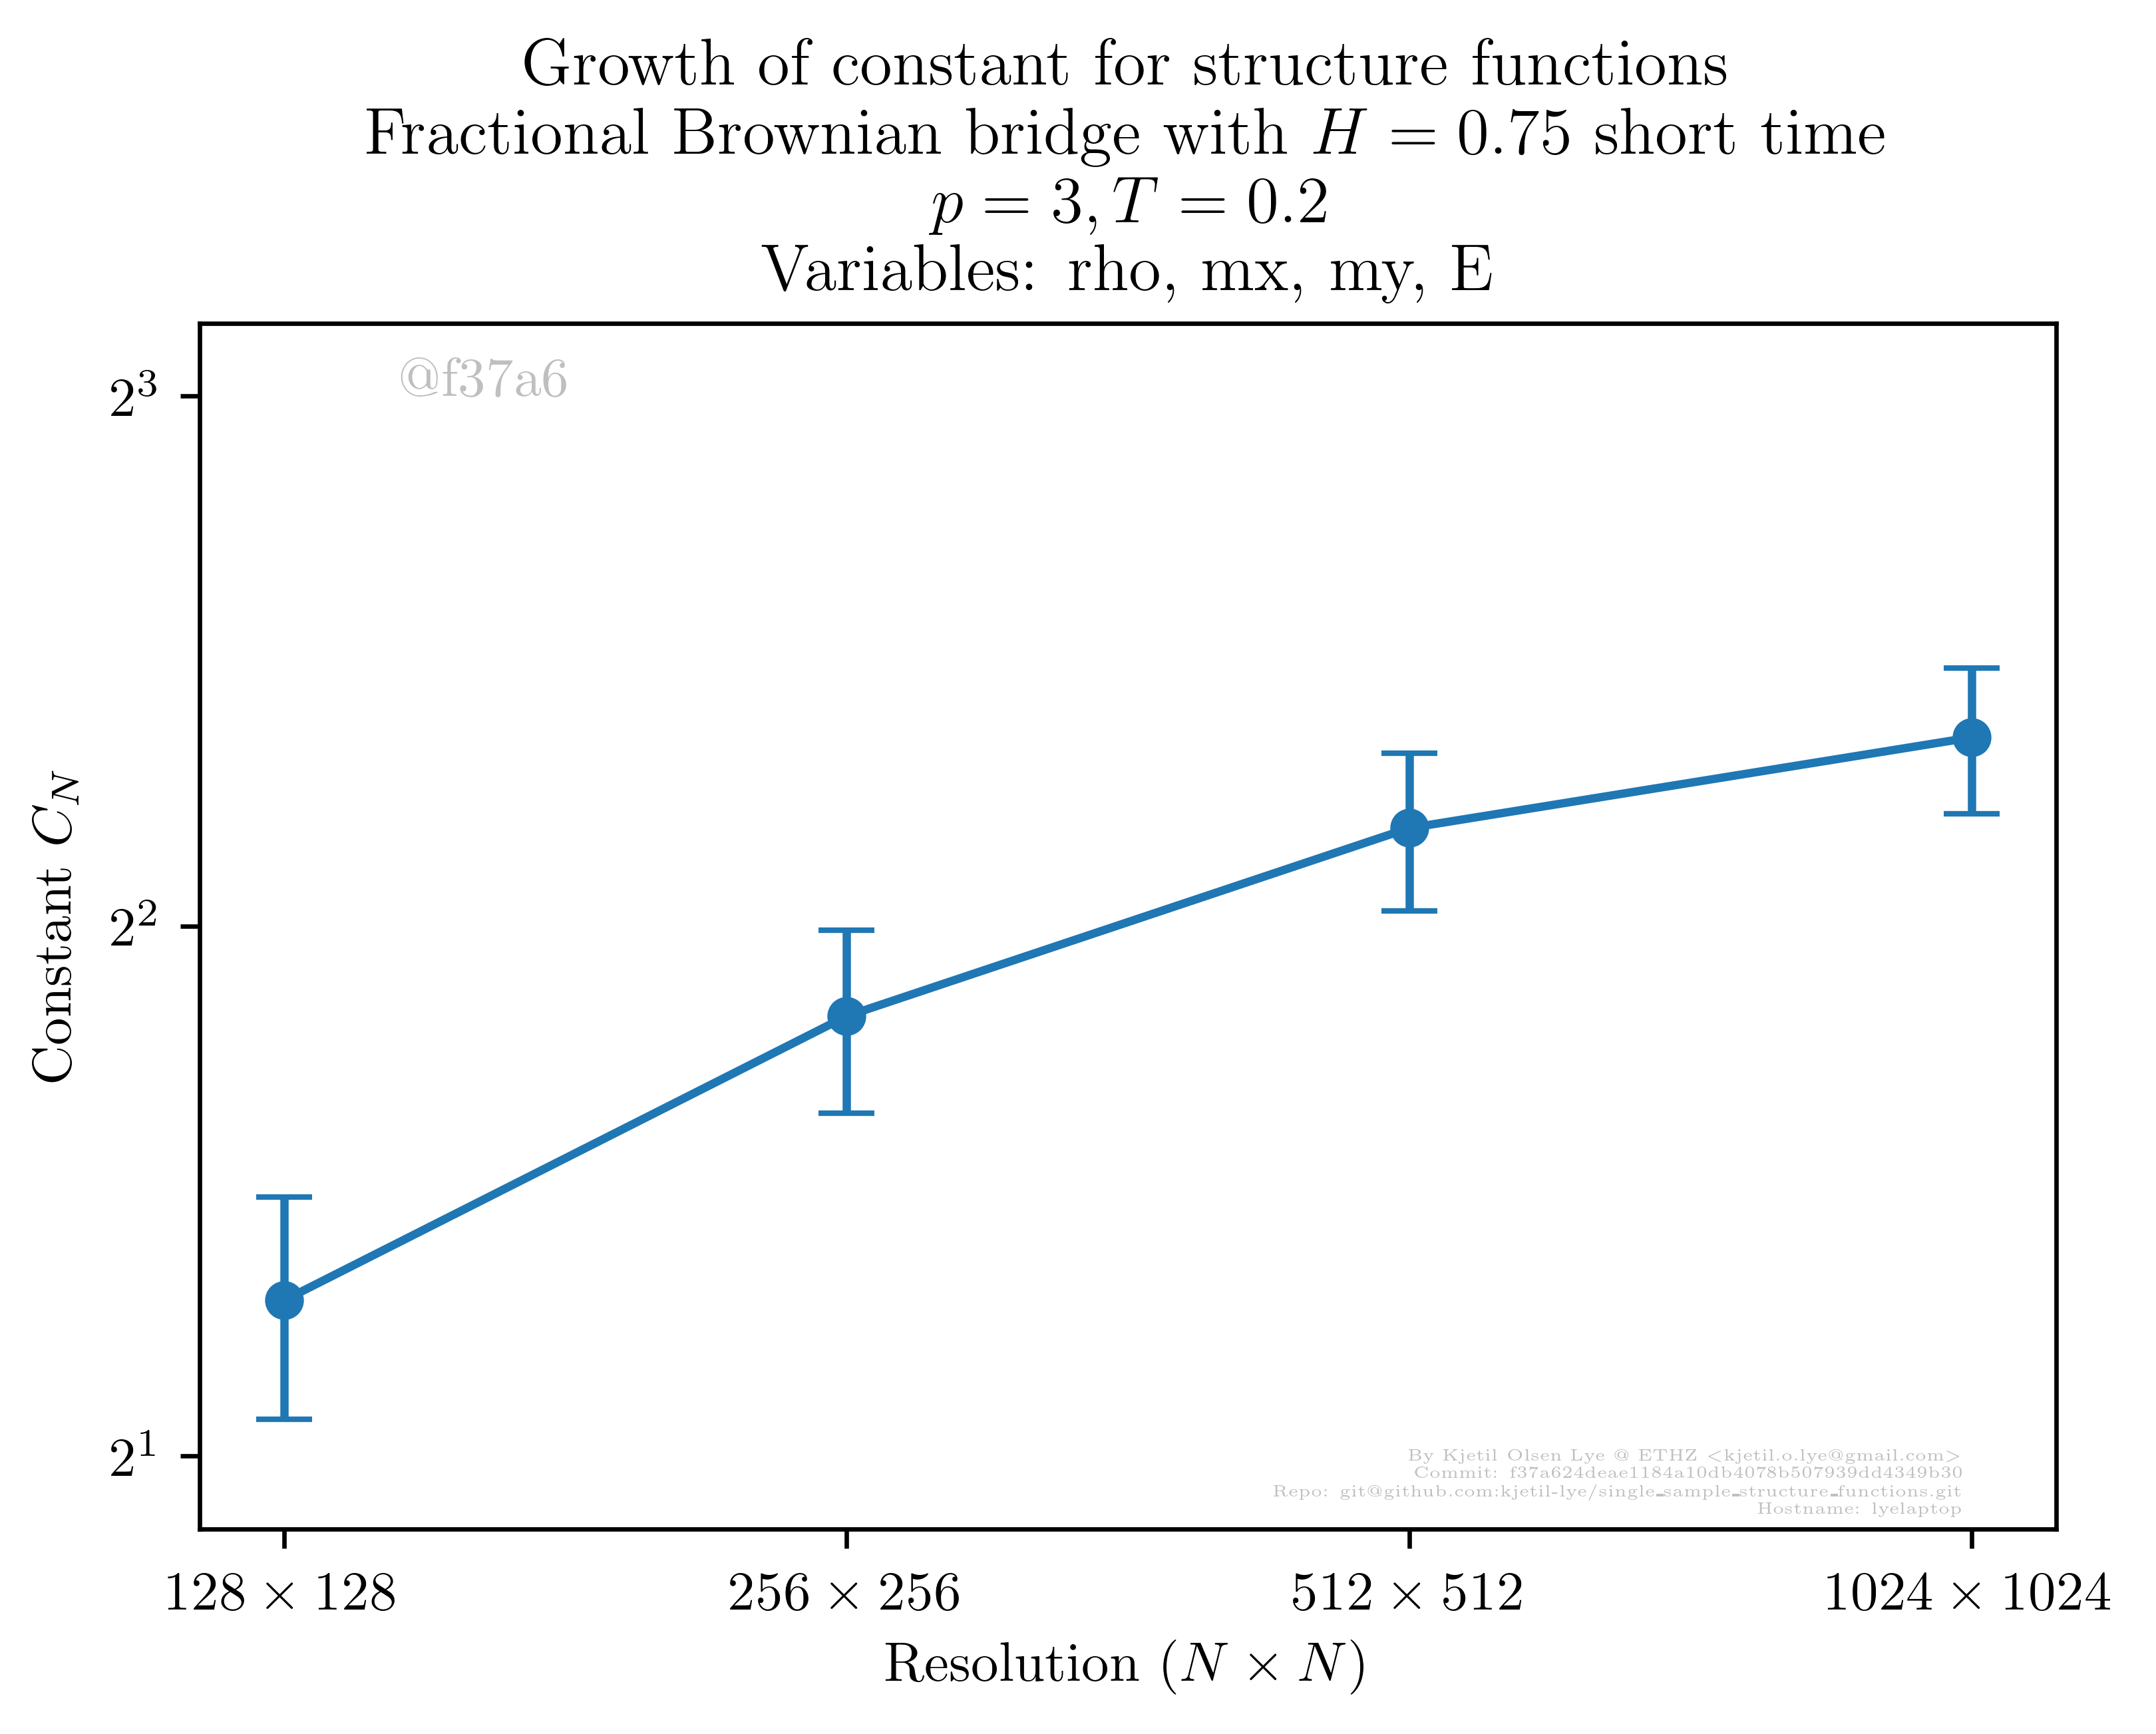 Growth of constant for structure functions
Fractional Brownian bridge with H = 0.75 short time
p = 3, T = 0.2
Variables: rho, mx, my, E
@f37a6
2³
2²
2¹
Constant C_N
By Kjetil Olsen Lye @ ETHZ <kjetil.o.lye@gmail.com>
Commit: f37a624deae1184a10db4078b507939dd4349b30
Repo: git@github.com:kjetil-lye/single_sample_structure_functions.git
Hostname: lyelaptop
128 × 128
256 × 256
512 × 512
1024 × 1024
Resolution (N × N)